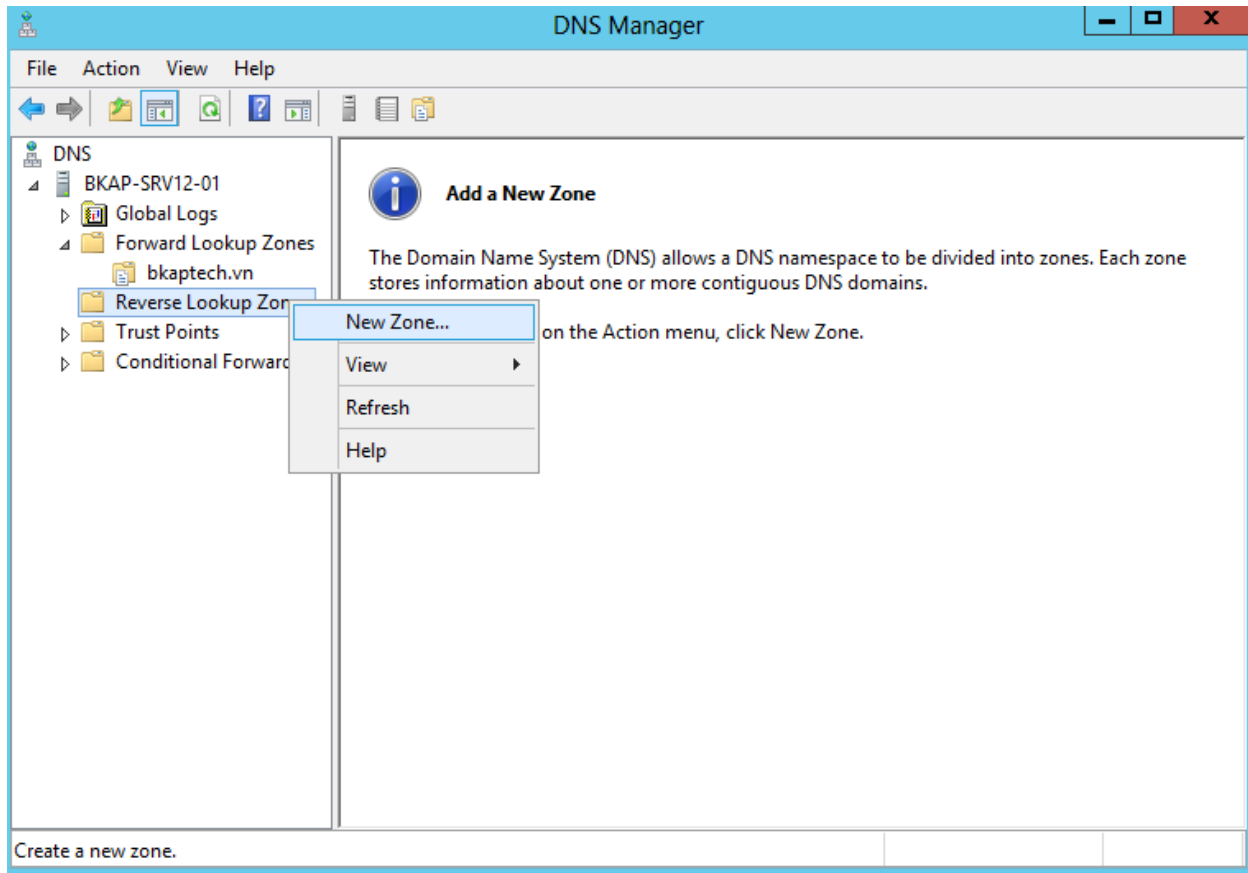 DNS Manager
File Action View Help
DNS
BKAP-SRV12-01
Global Logs
Forward Lookup Zones
bkaptech.vn
Reverse Lookup Zon
Trust Points
Conditional Forward
Add a New Zone
The Domain Name System (DNS) allows a DNS namespace to be divided into zones. Each zone
stores information about one or more contiguous DNS domains.
on the Action menu, click New Zone.
New Zone...
View
Refresh
Help
Create a new zone.